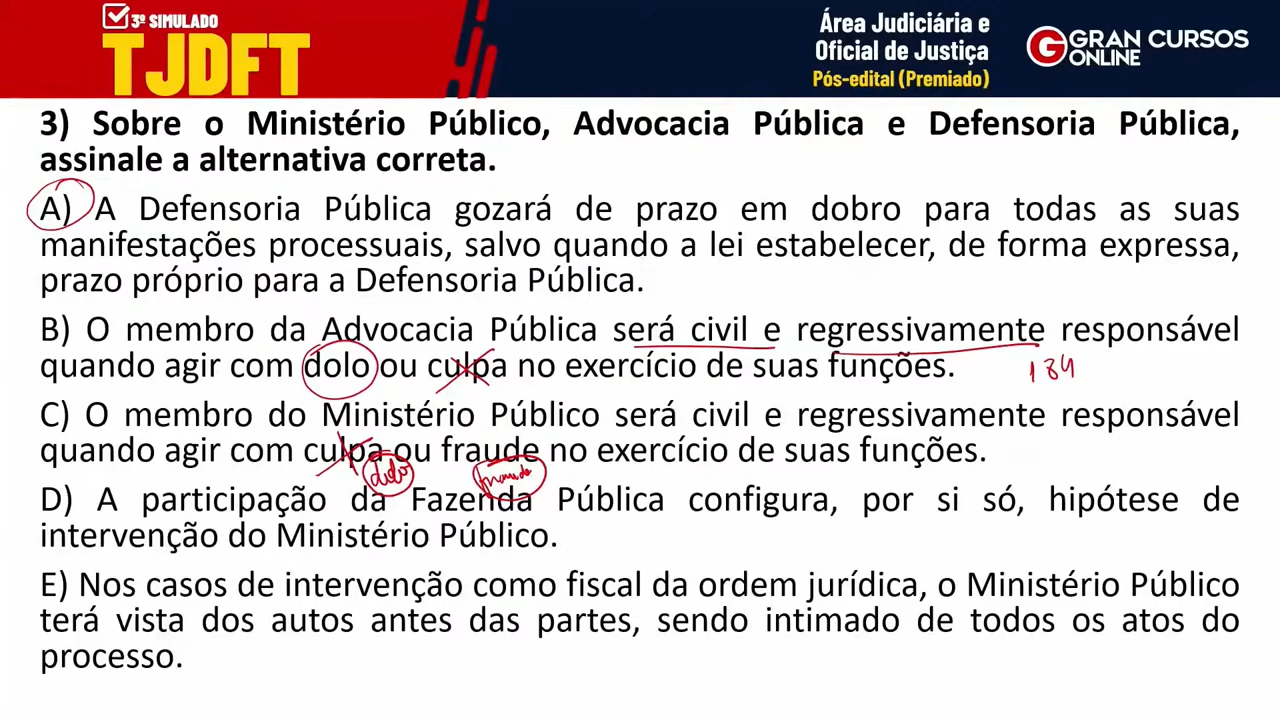 3º SIMULADO
TJDFT
Área Judiciária e
Oficial de Justiça
Pós-edital (Premiado)
GRAN CURSOS
ONLINE
3) Sobre o Ministério Público, Advocacia Pública e Defensoria Pública,
assinale a alternativa correta.
A) A Defensoria Pública gozará de prazo em dobro para todas as suas
manifestações processuais, salvo quando a lei estabelecer, de forma expressa,
prazo próprio para a Defensoria Pública.
B) O membro da Advocacia Pública será civil e regressivamente responsável
quando agir com dolo ou culpa no exercício de suas funções.
184
C) O membro do Ministério Público será civil e regressivamente responsável
quando agir com culpa ou fraude no exercício de suas funções.
dolo
D) A participação da Fazenda Pública configura, por si só, hipótese de
intervenção do Ministério Público.
E) Nos casos de intervenção como fiscal da ordem jurídica, o Ministério Público
terá vista dos autos antes das partes, sendo intimado de todos os atos do
processo.